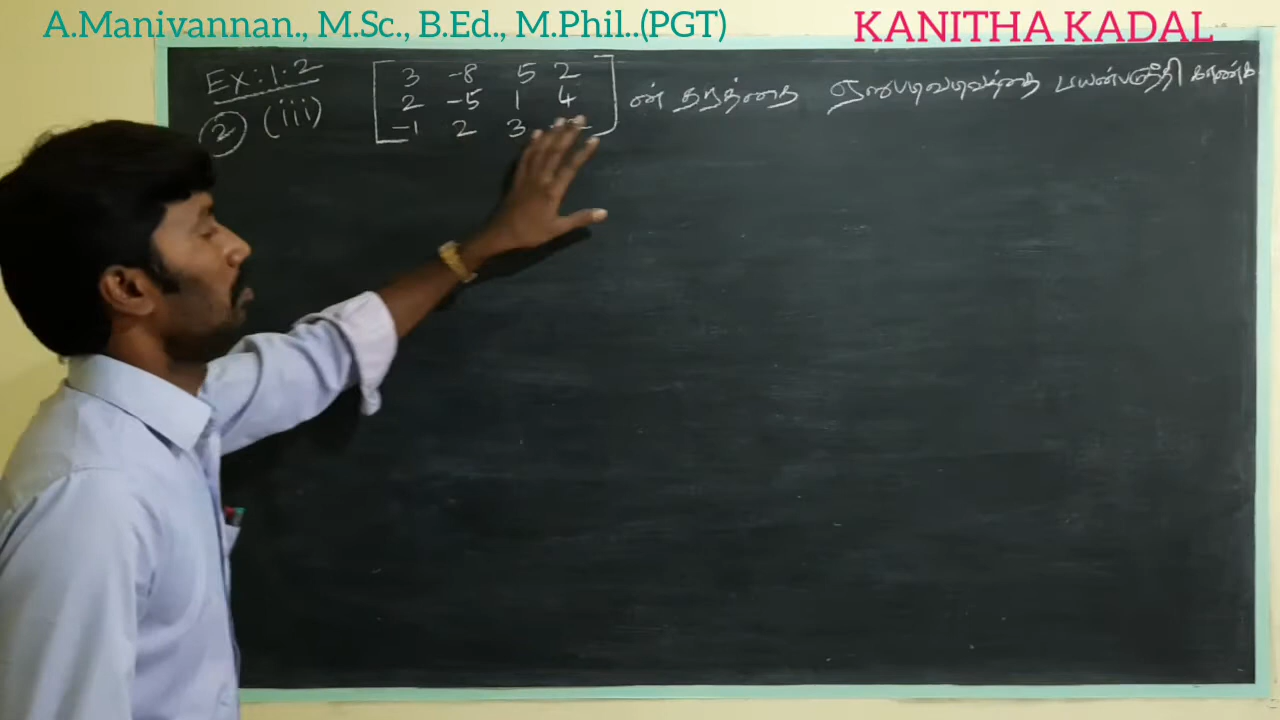 A.Manivannan., M.Sc., B.Ed., M.Phil..(PGT)
KANITHA KADAL
Ex:1.2
② (iii)
3 -8 5 2
2 -5 1 4
-1 2 3
ன் தரத்தை ஏறுபடிவடிவத்தை பயன்படுத்தி காண்க